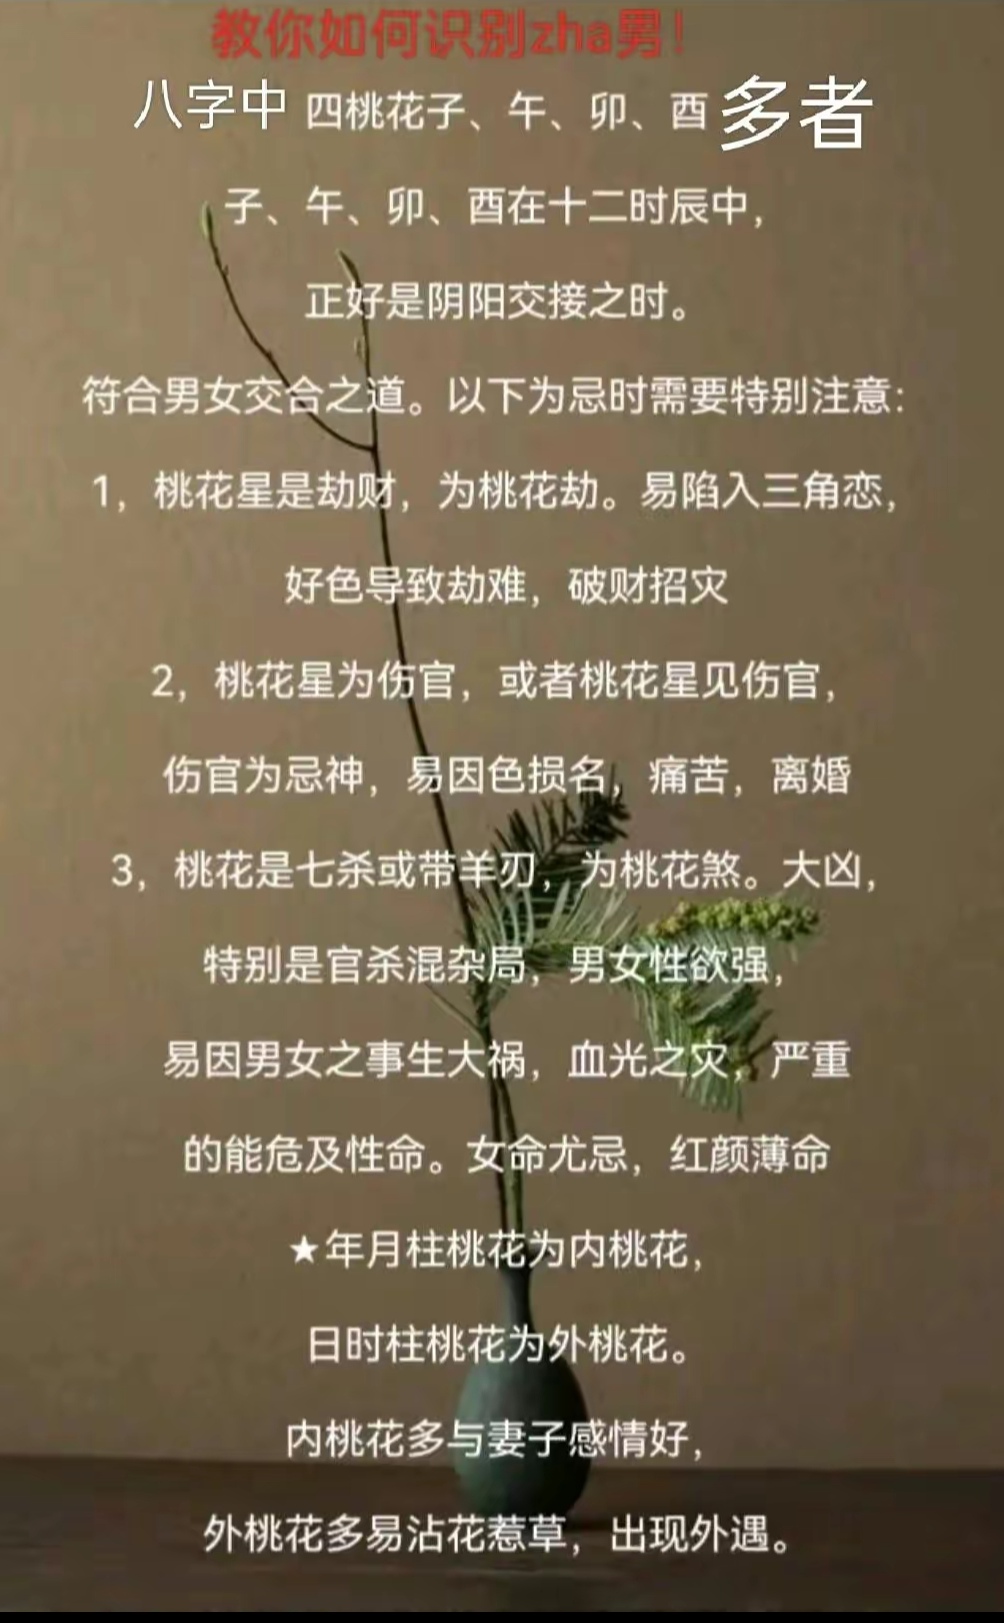 教你如何识别zha男！
八字中 四桃花子、午、卯、酉 多者
子、午、卯、酉在十二时辰中，
正好是阴阳交接之时。
符合男女交合之道。以下为忌时需要特别注意：
1，桃花星是劫财，为桃花劫。易陷入三角恋，
好色导致劫难，破财招灾
2，桃花星为伤官，或者桃花星见伤官，
伤官为忌神，易因色损名，痛苦，离婚
3，桃花是七杀或带羊刃，为桃花煞。大凶，
特别是官杀混杂局，男女性欲强，
易因男女之事生大祸，血光之灾，严重
的能危及性命。女命尤忌，红颜薄命
★年月柱桃花为内桃花，
日时柱桃花为外桃花。
内桃花多与妻子感情好，
外桃花多易沾花惹草，出现外遇。